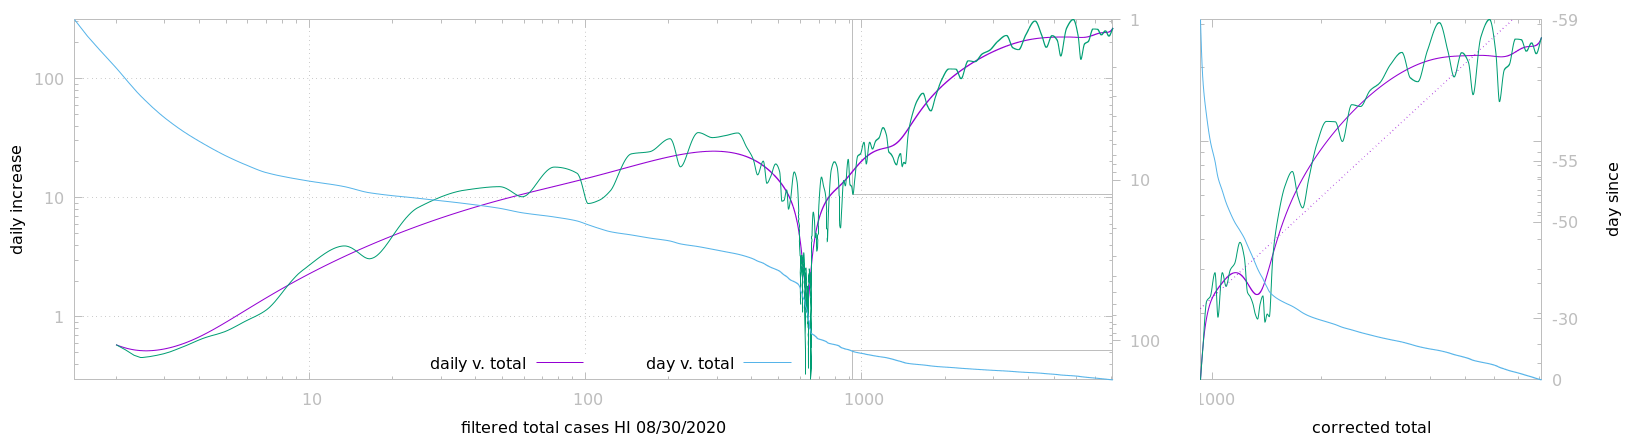 daily increase
100
10
1
10
100
1000
filtered total cases HI 08/30/2020
daily v. total
day v. total
1
10
100
1000
corrected total
-59
-55
-50
-30
0
day since